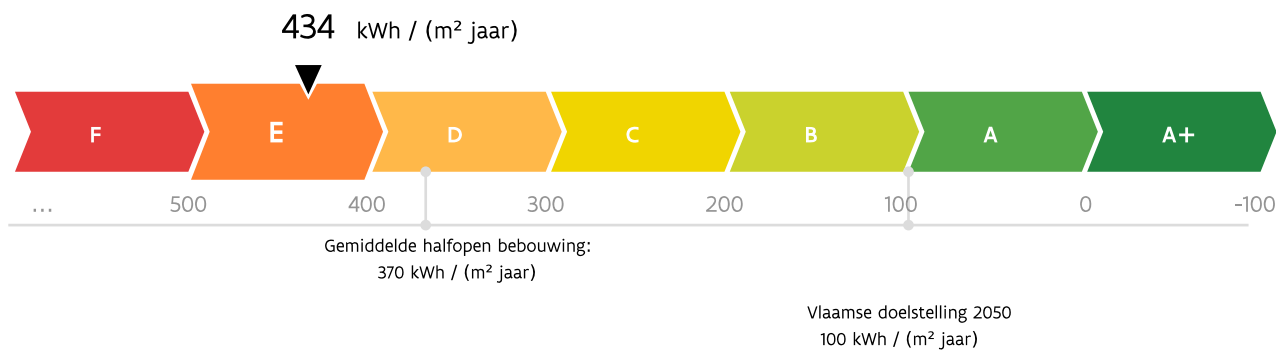 434 kWh / (m² jaar)
F E D C B A A+
... 500 400 300 200 100 0 -100
Gemiddelde halfopen bebouwing:
370 kWh / (m² jaar)
Vlaamse doelstelling 2050
100 kWh / (m² jaar)